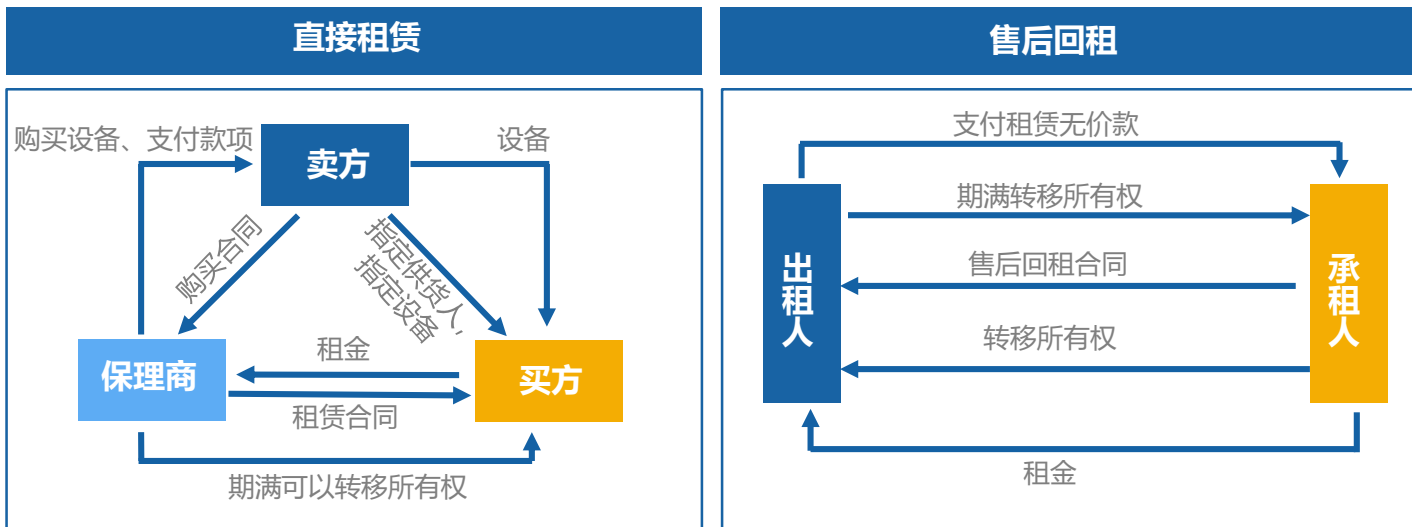 直接租赁
购买设备、支付款项
设备
卖方
购买合同
指定供货人,
指定设备
租金
保理商
买方
租赁合同
期满可以转移所有权
售后回租
支付租赁无价款
期满转移所有权
售后回租合同
出租人
承租人
转移所有权
租金